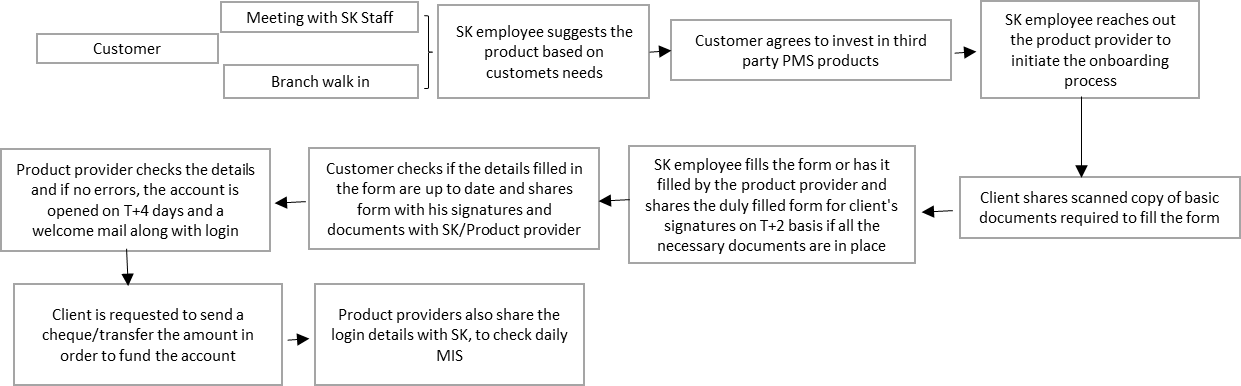 Customer
Meeting with SK Staff
Branch walk in
SK employee suggests the
product based on
customets needs
Customer agrees to invest in third
party PMS products
SK employee reaches out
the product provider to
initiate the onboarding
process
Client shares scanned copy of basic
documents required to fill the form
SK employee fills the form or has it
filled by the product provider and
shares the duly filled form for client's
signatures on T+2 basis if all the
necessary documents are in place
Customer checks if the details filled in
the form are up to date and shares
form with his signatures and
documents with SK/Product provider
Product provider checks the details
and if no errors, the account is
opened on T+4 days and a
welcome mail along with login
Client is requested to send a
cheque/transfer the amount in
order to fund the account
Product providers also share the
login details with SK, to check daily
MIS